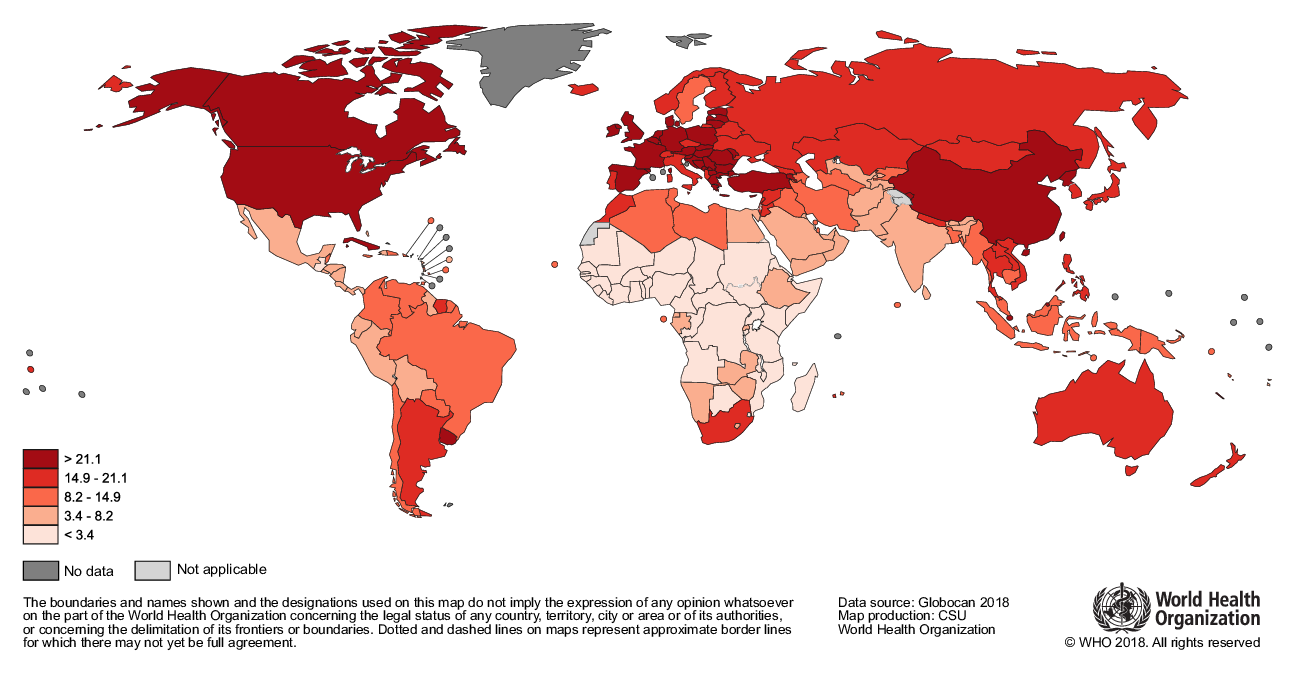 > 21.1
14.9 - 21.1
8.2 - 14.9
3.4 - 8.2
< 3.4
No data
Not applicable
The boundaries and names shown and the designations used on this map do not imply the expression of any opinion whatsoever
on the part of the World Health Organization concerning the legal status of any country, territory, city or area or of its authorities,
or concerning the delimitation of its frontiers or boundaries. Dotted and dashed lines on maps represent approximate border lines
for which there may not yet be full agreement.
Data source: Globocan 2018
Map production: CSU
World Health Organization
World Health
Organization
© WHO 2018. All rights reserved